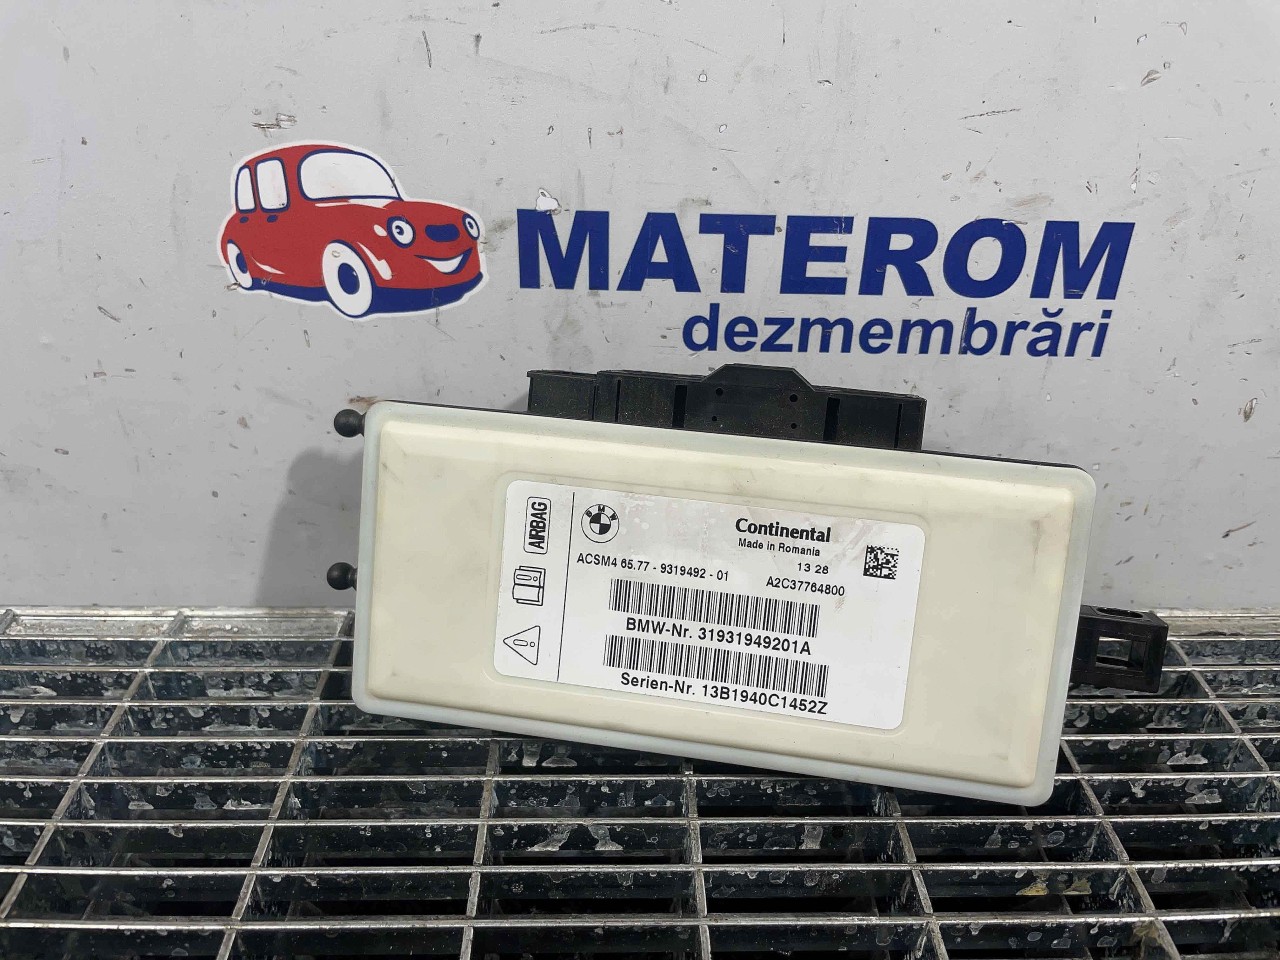 MATEROM
dezmembrări
AIRBAG
BMW
Continental
Made in Romania
13 28
ACSM4 65.77 - 9319492 - 01
A2C37764800
BMW-Nr. 31931949201A
Serien-Nr. 13B1940C1452Z